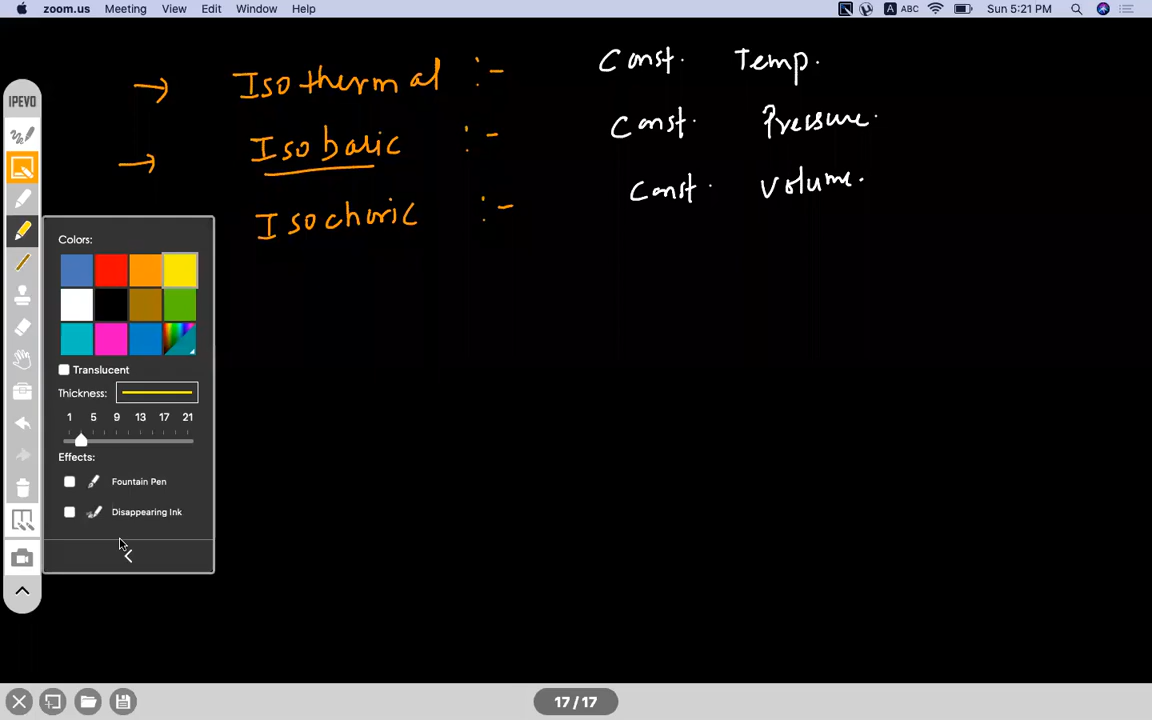 zoom.us Meeting View Edit Window Help ABC Sun 5:21 PM
IPEVO
→ Isothermal :- Const. Temp.
→ Isobaric :- Const. Pressure.
Isochoric :- Const. Volume.
Colors:
Translucent
Thickness:
1 5 9 13 17 21
Effects:
Fountain Pen
Disappearing Ink
17/17